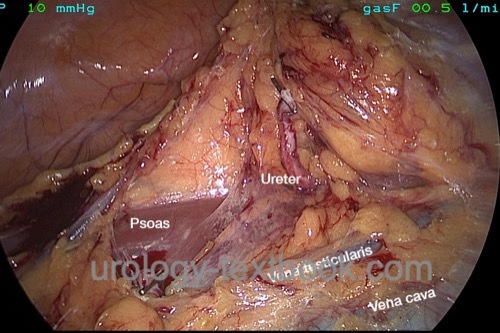 P 10 mmHg gasF 00.5 l/mi
Ureter
Psoas
Vena testicularis
urology-textbook.com
Vena cava